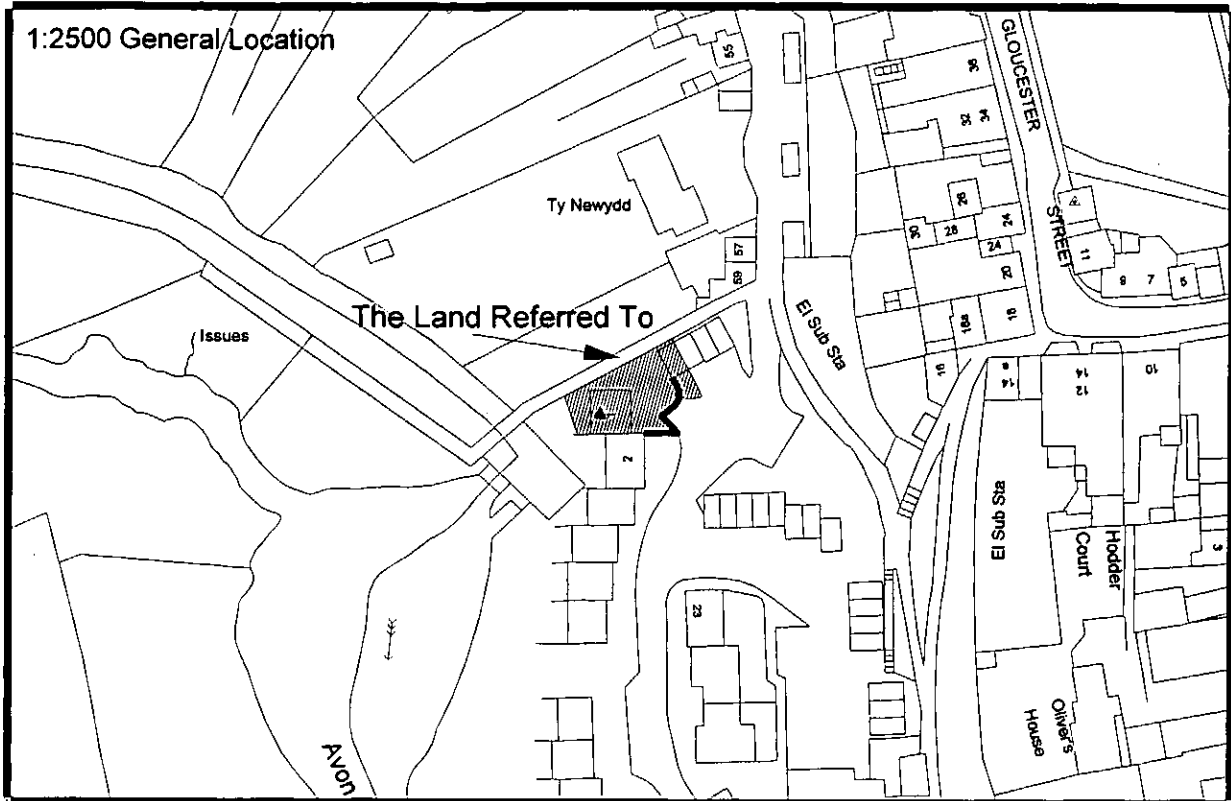 1:2500 General Location
55
GLOUCESTER
STREET
36
34
32
Ty Newydd
26
24
30
28
24
11
9
7
5
57
59
20
The Land Referred To
El Sub Sta
18
16a
16
Issues
14
12
14
10
2
El Sub Sta
Hodder
Court
3
23
Oliver's
House
Avon